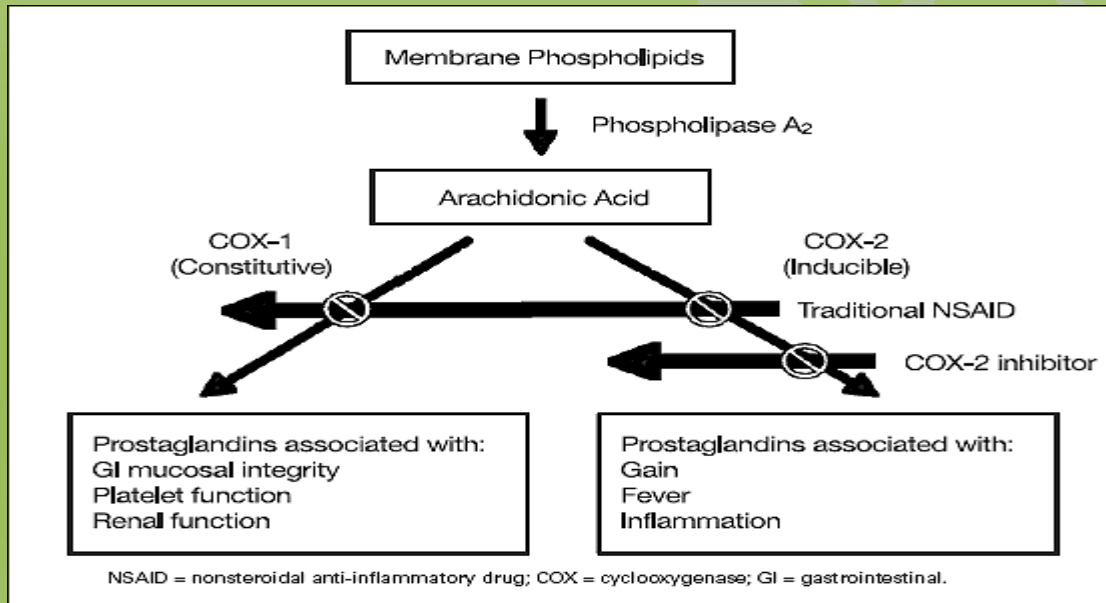 Membrane Phospholipids
Phospholipase A₂
Arachidonic Acid
COX-1
(Constitutive)
COX-2
(Inducible)
Traditional NSAID
COX-2 inhibitor
Prostaglandins associated with:
GI mucosal integrity
Platelet function
Renal function
Prostaglandins associated with:
Gain
Fever
Inflammation
NSAID = nonsteroidal anti-inflammatory drug; COX = cyclooxygenase; GI = gastrointestinal.